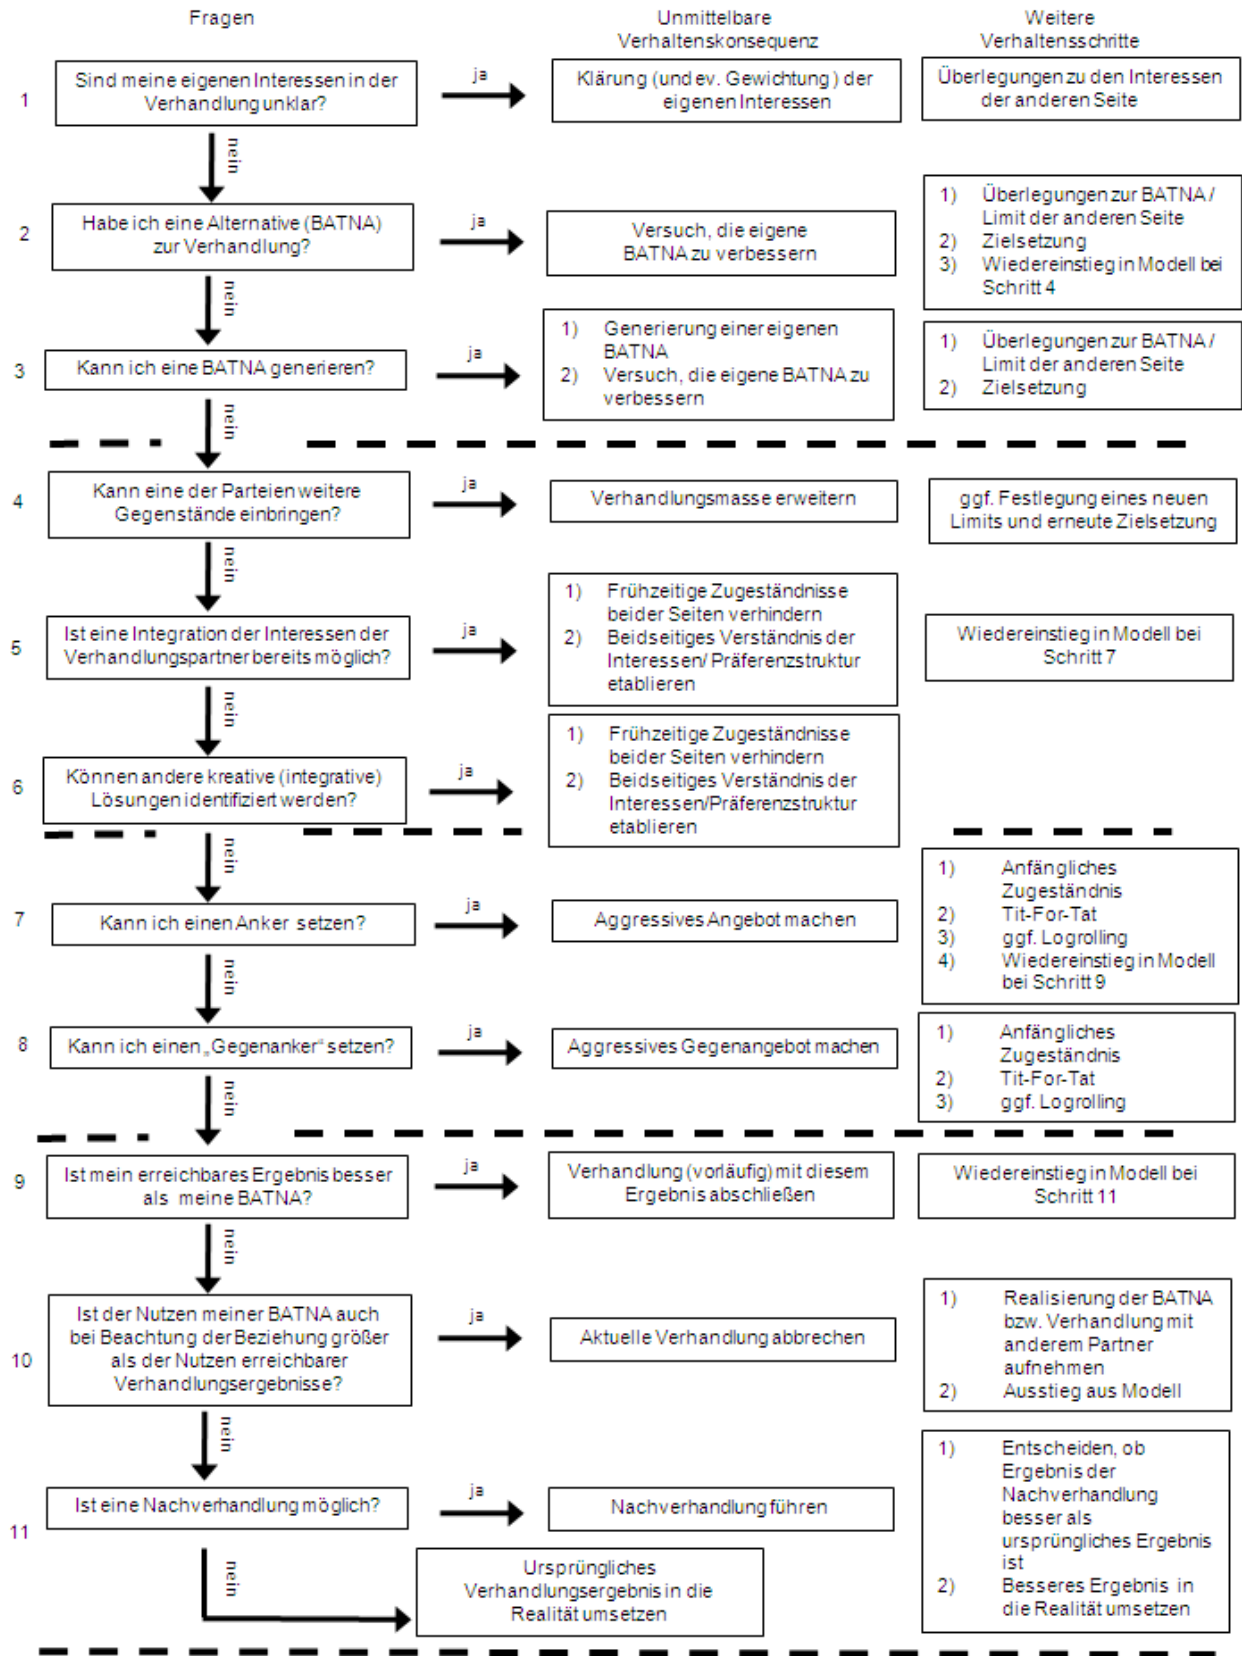 Fragen
Unmittelbare
Verhaltenskonsequenz
Weitere
Verhaltensschritte
1
Sind meine eigenen Interessen in der
Verhandlung unklar?
ja
Klärung (und ev. Gewichtung) der
eigenen Interessen
Überlegungen zu den Interessen
der anderen Seite
nein
2
Habe ich eine Alternative (BATNA)
zur Verhandlung?
ja
Versuch, die eigene
BATNA zu verbessern
1) Überlegungen zur BATNA /
Limit der anderen Seite
2) Zielsetzung
3) Wiedereinstieg in Modell bei
Schritt 4
nein
3
Kann ich eine BATNA generieren?
ja
1) Generierung einer eigenen
BATNA
2) Versuch, die eigene BATNA zu
verbessern
1) Überlegungen zur BATNA /
Limit der anderen Seite
2) Zielsetzung
nein
4
Kann eine der Parteien weitere
Gegenstände einbringen?
ja
Verhandlungsmasse erweitern
ggf. Festlegung eines neuen
Limits und erneute Zielsetzung
nein
5
Ist eine Integration der Interessen der
Verhandlungspartner bereits möglich?
ja
1) Frühzeitige Zugeständnisse
beider Seiten verhindern
2) Beidseitiges Verständnis der
Interessen/ Präferenzstruktur
etablieren
Wiedereinstieg in Modell bei
Schritt 7
nein
6
Können andere kreative (integrative)
Lösungen identifiziert werden?
ja
1) Frühzeitige Zugeständnisse
beider Seiten verhindern
2) Beidseitiges Verständnis der
Interessen/Präferenzstruktur
etablieren
nein
7
Kann ich einen Anker setzen?
ja
Aggressives Angebot machen
1) Anfängliches
Zugeständnis
2) Tit-For-Tat
3) ggf. Logrolling
4) Wiedereinstieg in Modell
bei Schritt 9
nein
8
Kann ich einen „Gegenanker“ setzen?
ja
Aggressives Gegenangebot machen
1) Anfängliches
Zugeständnis
2) Tit-For-Tat
3) ggf. Logrolling
nein
9
Ist mein erreichbares Ergebnis besser
als meine BATNA?
ja
Verhandlung (vorläufig) mit diesem
Ergebnis abschließen
Wiedereinstieg in Modell bei
Schritt 11
nein
10
Ist der Nutzen meiner BATNA auch
bei Beachtung der Beziehung größer
als der Nutzen erreichbarer
Verhandlungsergebnisse?
ja
Aktuelle Verhandlung abbrechen
1) Realisierung der BATNA
bzw. Verhandlung mit
anderem Partner
aufnehmen
2) Ausstieg aus Modell
nein
11
Ist eine Nachverhandlung möglich?
ja
Nachverhandlung führen
1) Entscheiden, ob
Ergebnis der
Nachverhandlung
besser als
ursprüngliches Ergebnis
ist
2) Besseres Ergebnis in
die Realität umsetzen
nein
Ursprüngliches
Verhandlungsergebnis in die
Realität umsetzen